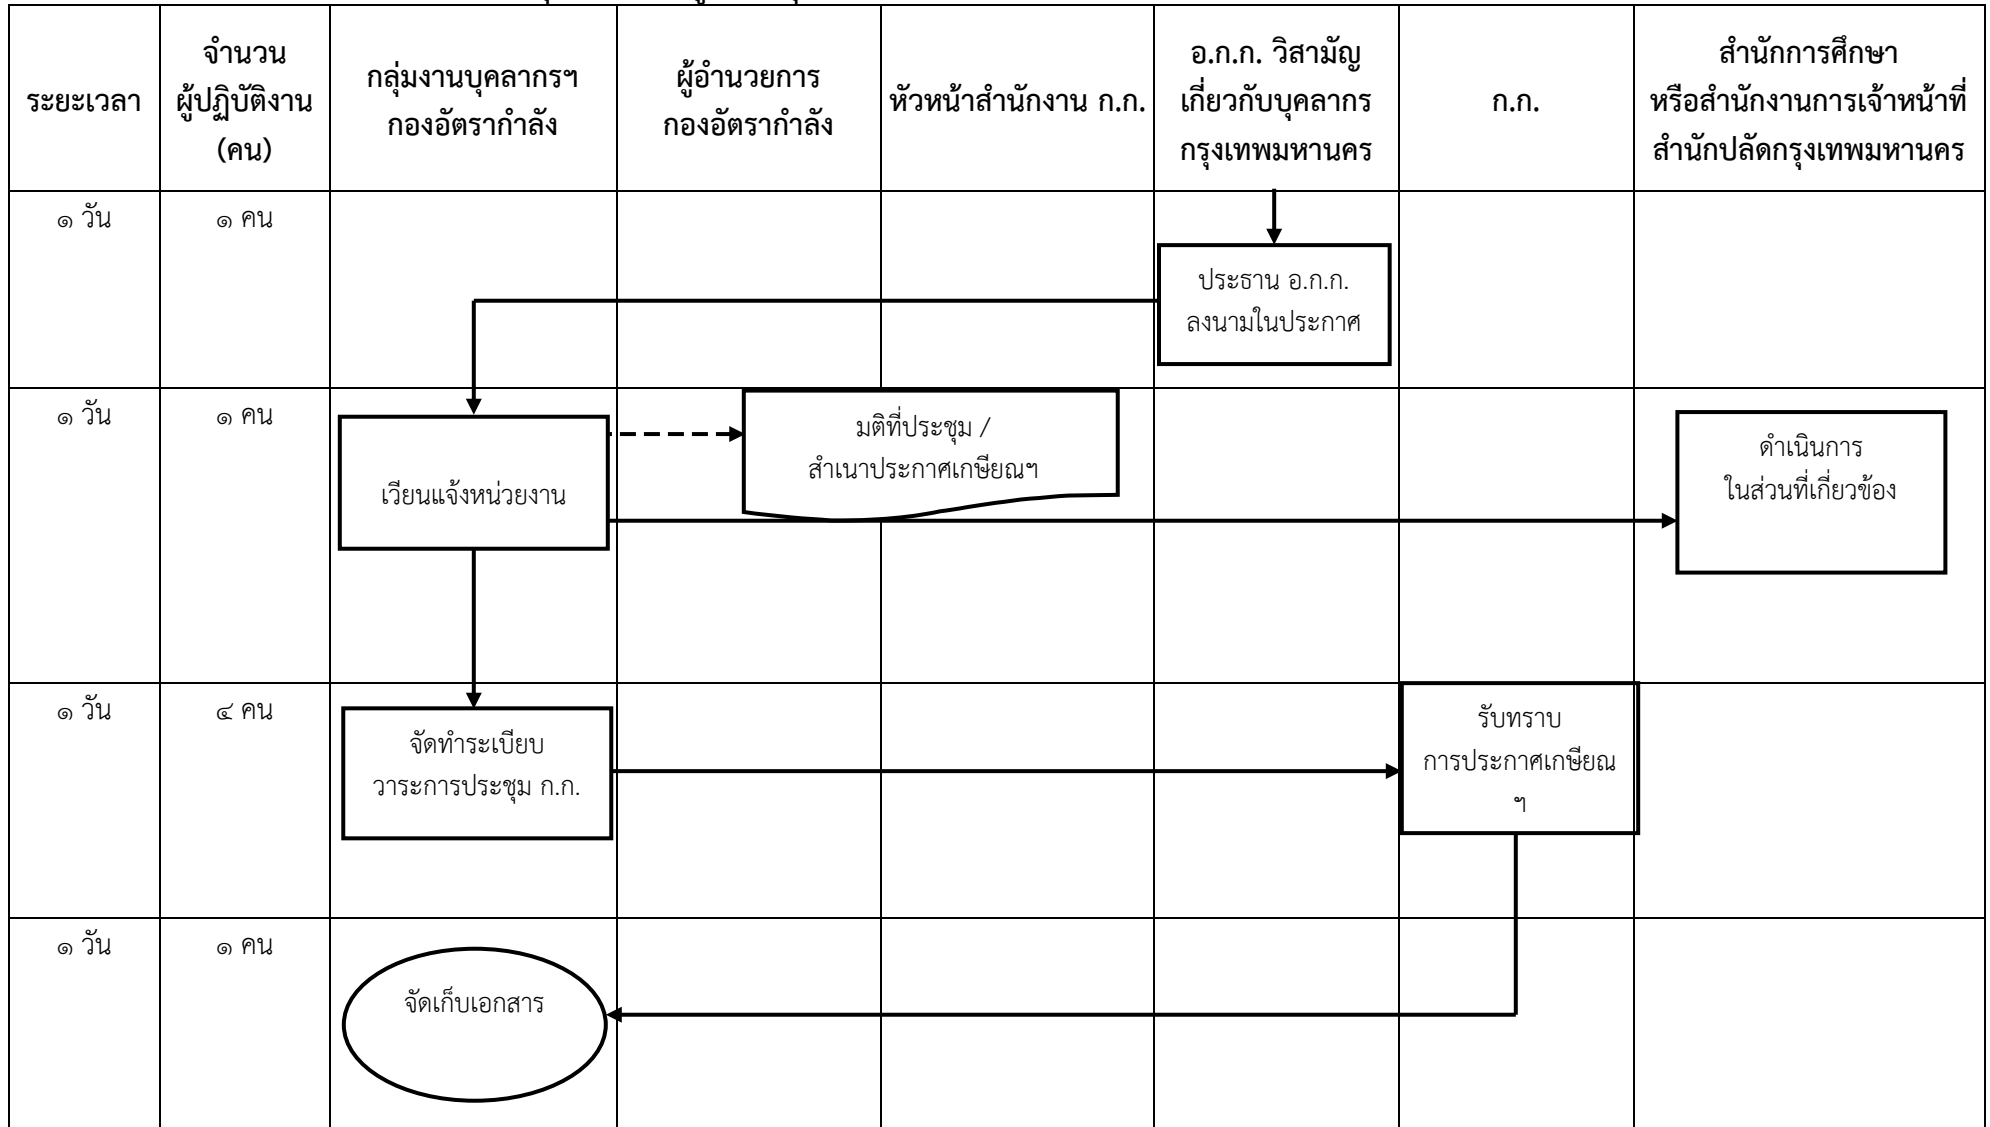 ระยะเวลา
จำนวน
ผู้ปฏิบัติงาน
(คน)
กลุ่มงานบุคลากรฯ
กองอัตรากำลัง
ผู้อำนวยการ
กองอัตรากำลัง
หัวหน้าสำนักงาน ก.ก.
อ.ก.ก. วิสามัญ
เกี่ยวกับบุคลากร
กรุงเทพมหานคร
ก.ก.
สำนักการศึกษา
หรือสำนักงานการเจ้าหน้าที่
สำนักปลัดกรุงเทพมหานคร
๑ วัน
๑ คน
ประธาน อ.ก.ก.
ลงนามในประกาศ
๑ วัน
๑ คน
เวียนแจ้งหน่วยงาน
มติที่ประชุม /
สำเนาประกาศเกษียณฯ
ดำเนินการ
ในส่วนที่เกี่ยวข้อง
๑ วัน
๔ คน
จัดทำระเบียบ
วาระการประชุม ก.ก.
รับทราบ
การประกาศเกษียณ
ฯ
๑ วัน
๑ คน
จัดเก็บเอกสาร